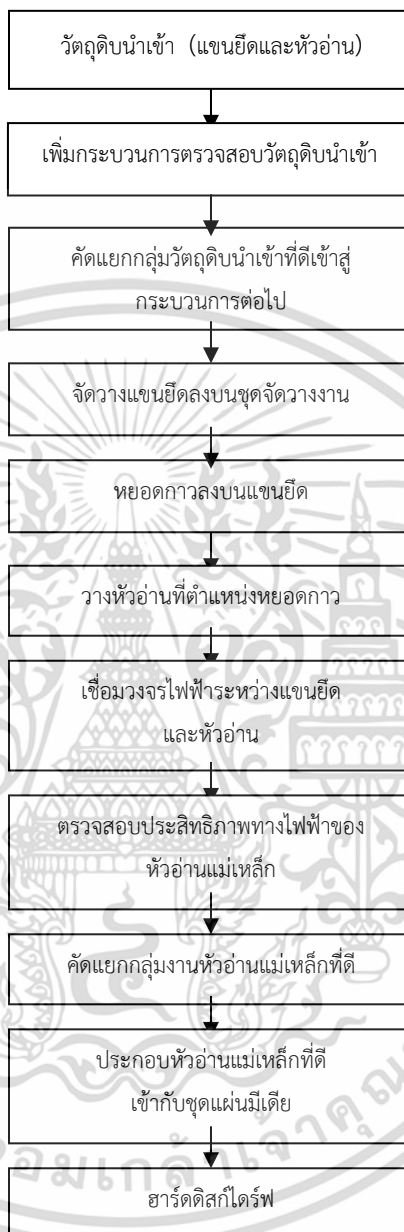 วัตถุดิบนำเข้า (แขนยึดและหัวอ่าน)
เพิ่มกระบวนการตรวจสอบวัตถุดิบนำเข้า
คัดแยกกลุ่มวัตถุดิบนำเข้าที่ดีเข้าสู่
กระบวนการต่อไป
จัดวางแขนยึดลงบนชุดจัดวางงาน
หยอดกาวลงบนแขนยึด
วางหัวอ่านที่ตำแหน่งหยอดกาว
เชื่อมวงจรไฟฟ้าระหว่างแขนยึด
และหัวอ่าน
ตรวจสอบประสิทธิภาพทางไฟฟ้าของ
หัวอ่านแม่เหล็ก
คัดแยกกลุ่มงานหัวอ่านแม่เหล็กที่ดี
ประกอบหัวอ่านแม่เหล็กที่ดี
เข้ากับชุดแผ่นมีเดีย
ฮาร์ดดิสก์ไดร์ฟ